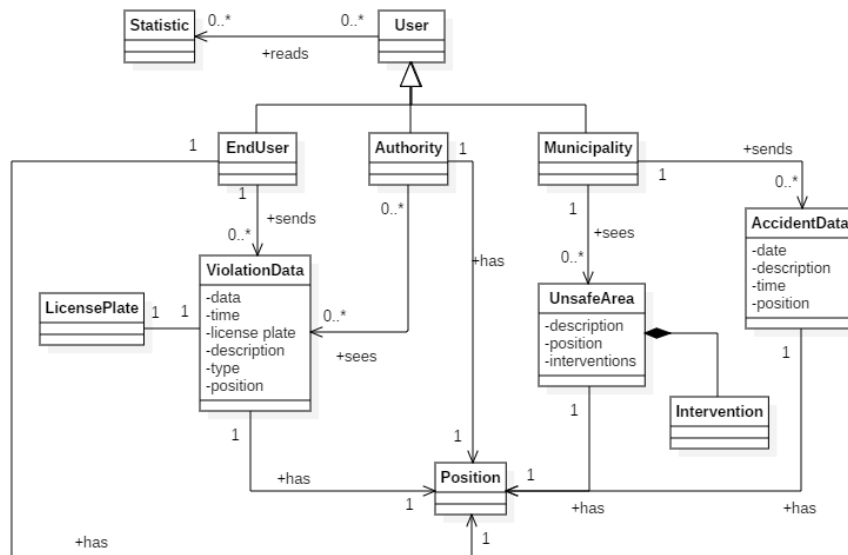 Statistic
0..*
0..*
User
+reads
1
EndUser
1
+sends
0..*
Authority
1
0..*
+has
1
Municipality
1
1
+sends
0..*
+sees
0..*
AccidentData
-date
-description
-time
-position
1
LicensePlate
1
1
ViolationData
-data
-time
-license plate
-description
-type
-position
1
0..*
+sees
UnsafeArea
-description
-position
-interventions
1
Intervention
Position
+has
1
1
+has
+has
+has
1